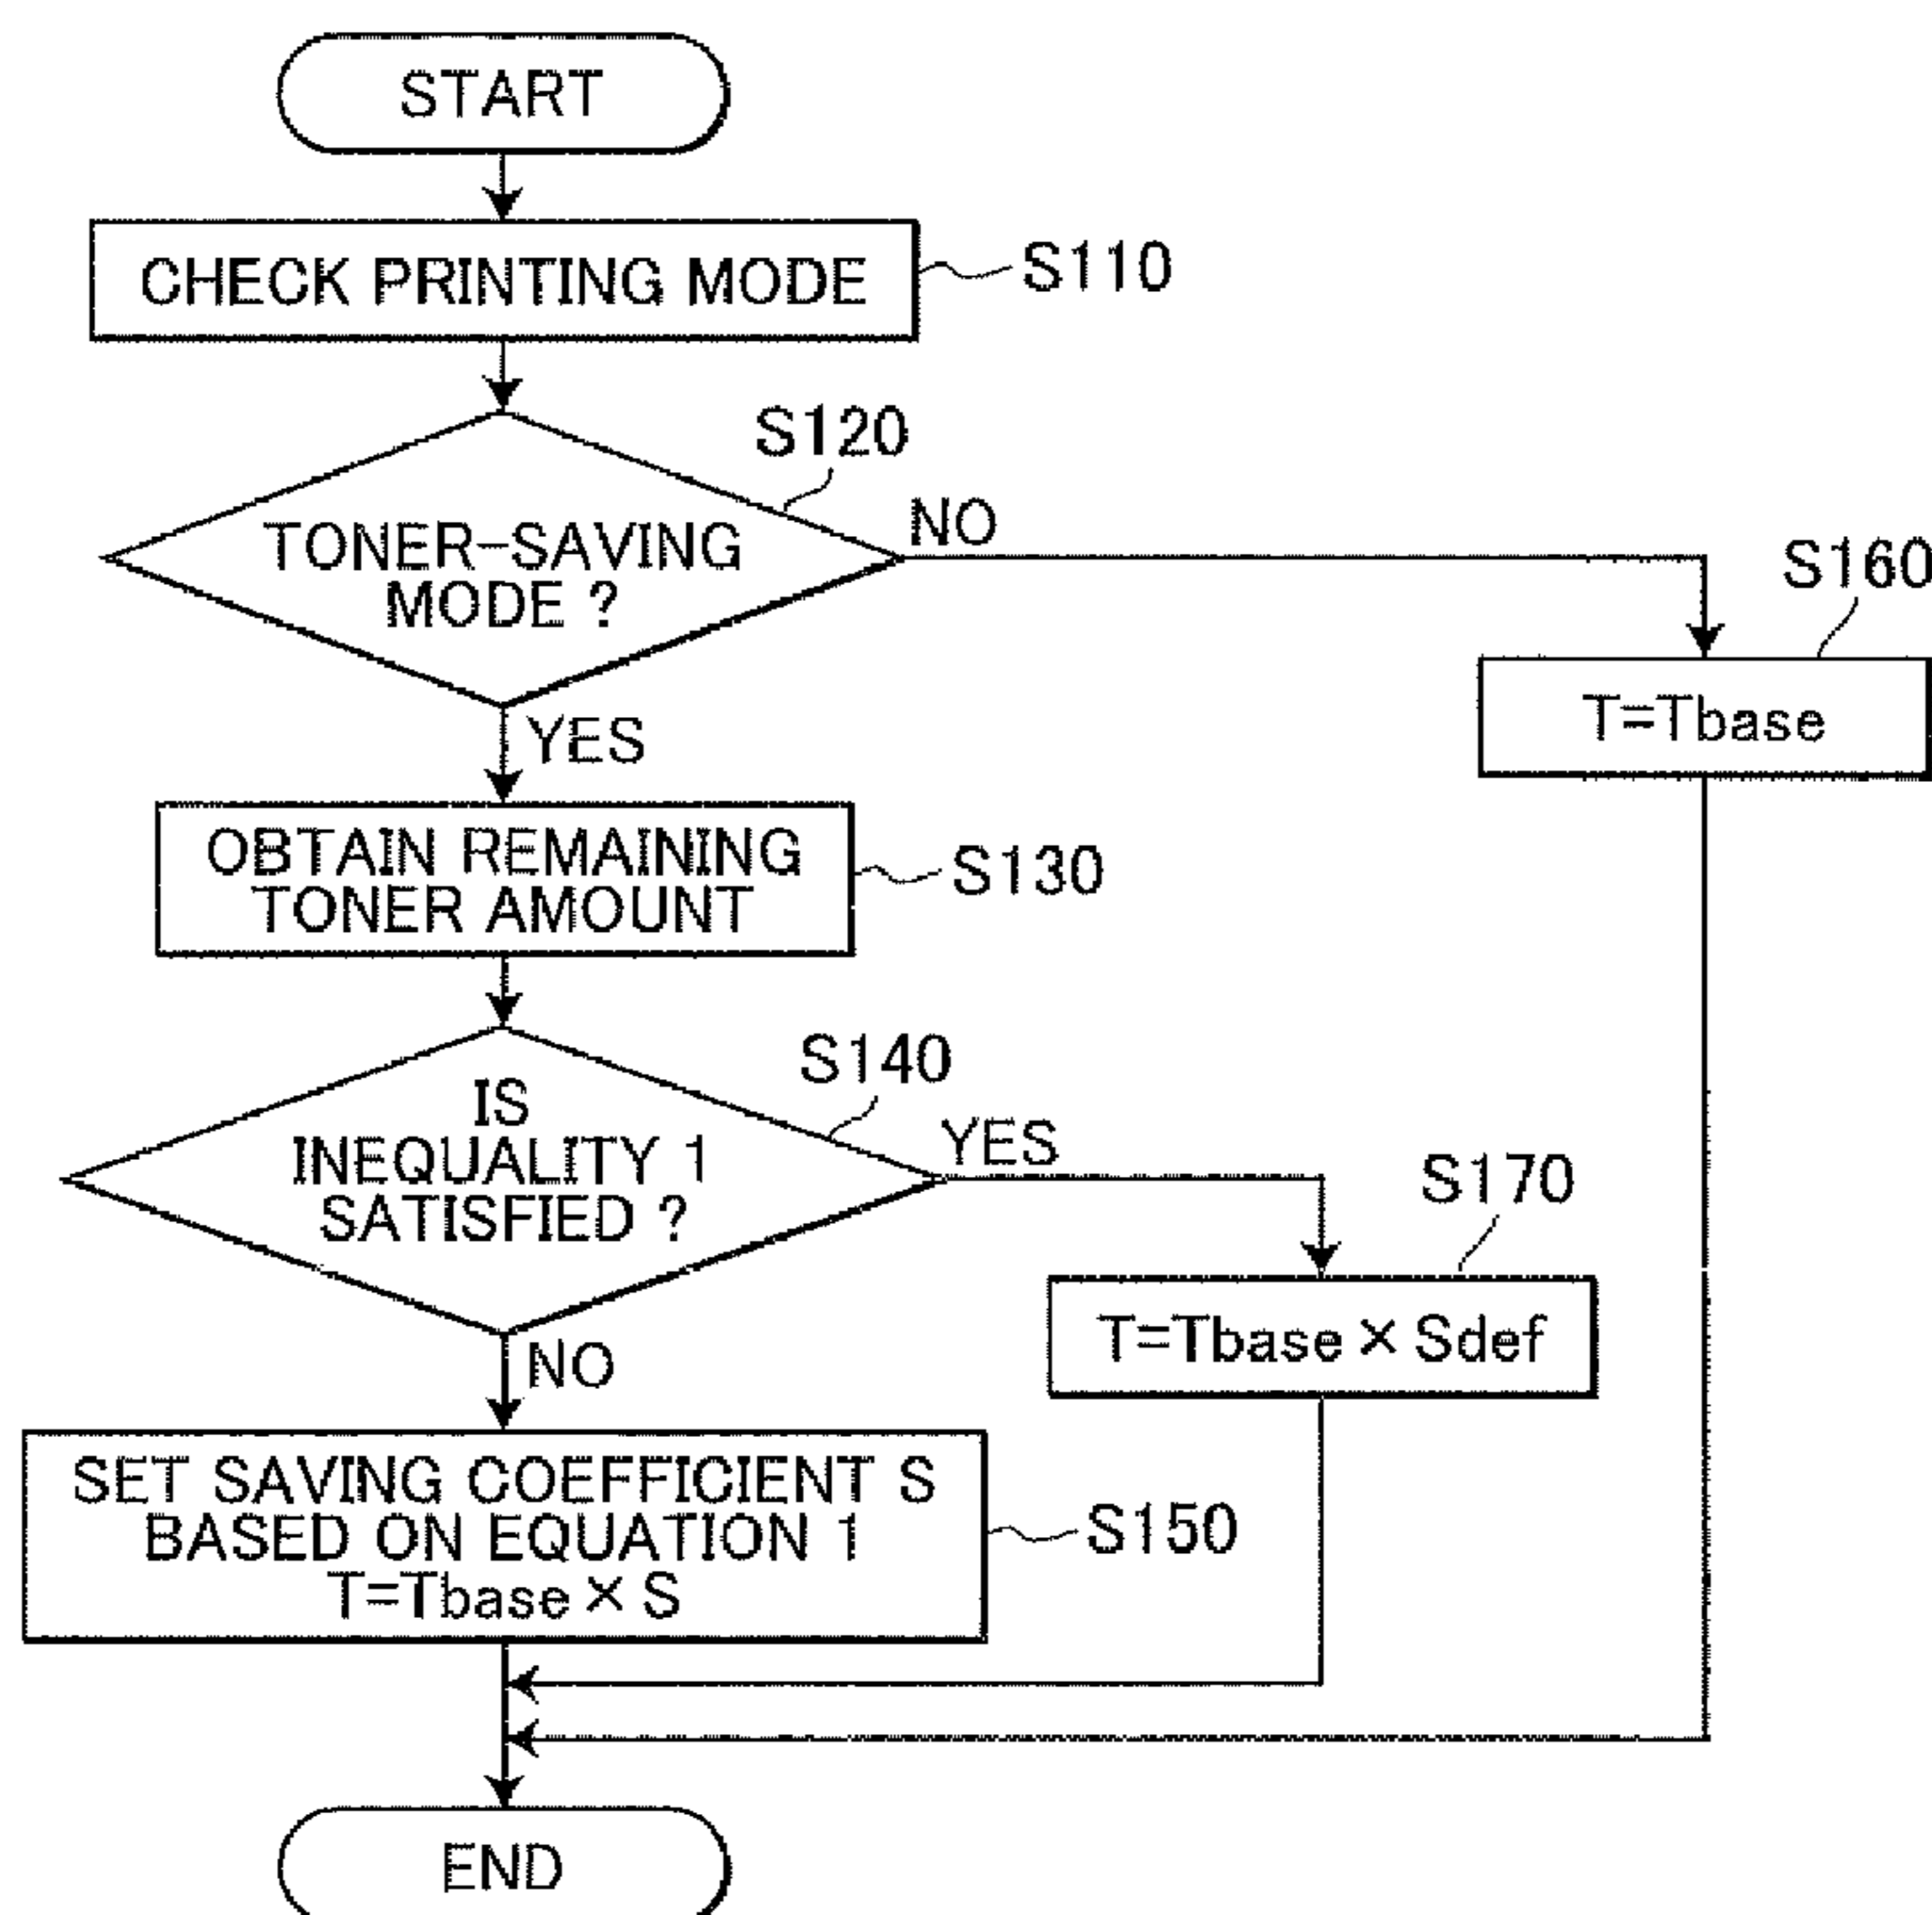 START
CHECK PRINTING MODE
S110
S120
TONER-SAVING
MODE ?
NO
YES
S160
T=Tbase
OBTAIN REMAINING
TONER AMOUNT
S130
S140
IS
INEQUALITY 1
SATISFIED ?
YES
NO
S170
T=Tbase × Sdef
SET SAVING COEFFICIENT S
BASED ON EQUATION 1
T=Tbase × S
S150
END